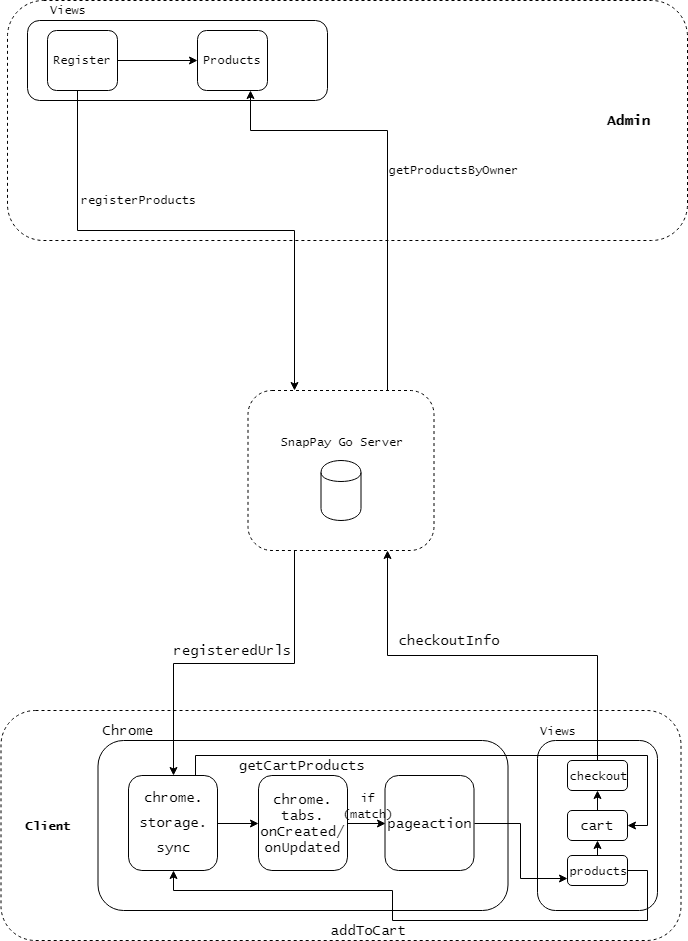 Views
Register
Products
Admin
getProductsByOwner
registerProducts
SnapPay Go Server
checkoutInfo
registeredUrls
Chrome
Views
getCartProducts
checkout
chrome.
storage.
sync
chrome.
tabs.
onCreated/
onUpdated
if
(match)
pageaction
cart
Client
products
addToCart